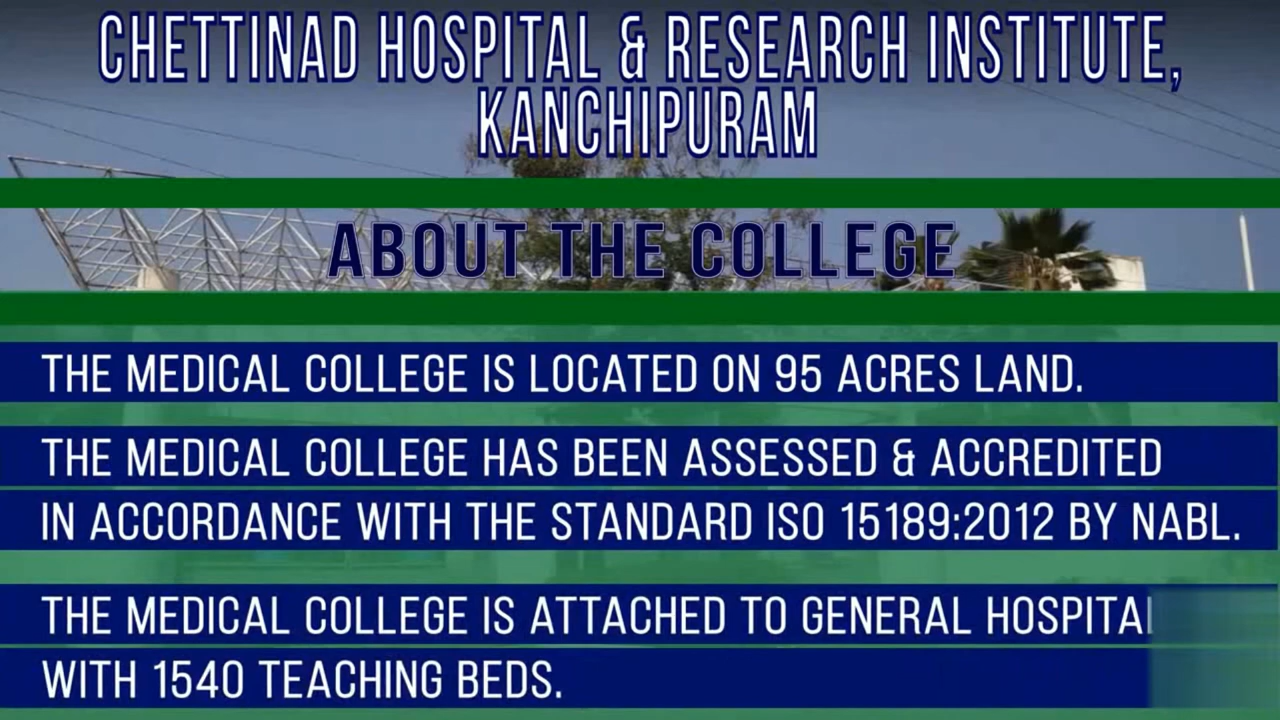 CHETTINAD HOSPITAL & RESEARCH INSTITUTE,
KANCHIPURAM
ABOUT THE COLLEGE
THE MEDICAL COLLEGE IS LOCATED ON 95 ACRES LAND.
THE MEDICAL COLLEGE HAS BEEN ASSESSED & ACCREDITED
IN ACCORDANCE WITH THE STANDARD ISO 15189:2012 BY NABL.
THE MEDICAL COLLEGE IS ATTACHED TO GENERAL HOSPITAL
WITH 1540 TEACHING BEDS.